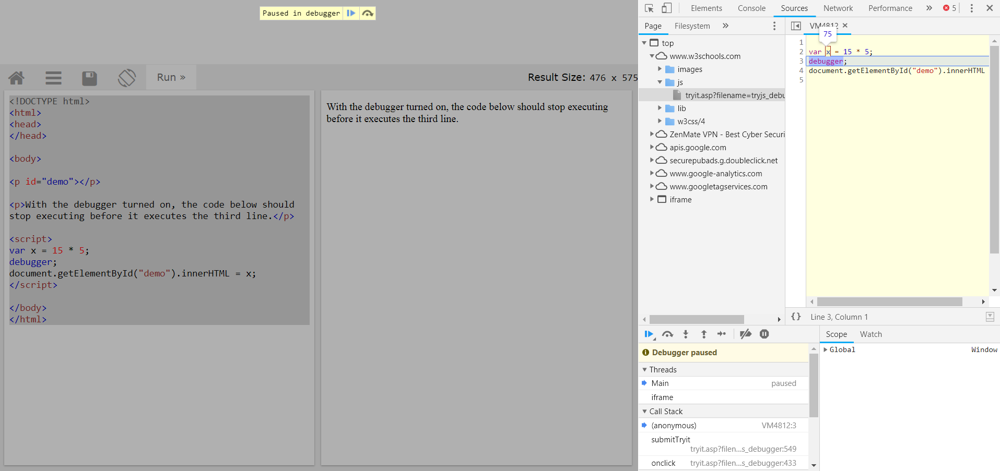 Paused in debugger
Run »
Result Size: 476 x 575
<!DOCTYPE html>
<html>
<head>
</head>
<body>
<p id="demo"></p>
<p>With the debugger turned on, the code below should
stop executing before it executes the third line.</p>
<script>
var x = 15 * 5;
debugger;
document.getElementById("demo").innerHTML = x;
</script>
</body>
</html>
With the debugger turned on, the code below should stop executing
before it executes the third line.
Elements Console Sources Network Performance » 5
Page Filesystem »
top
www.w3schools.com
images
js
tryit.asp?filename=tryjs_debu
lib
w3css/4
ZenMate VPN - Best Cyber Securi
apis.google.com
securepubads.g.doubleclick.net
www.google-analytics.com
www.googletagservices.com
iframe
VM4812
75
1
2 var x = 15 * 5;
3 debugger;
4 document.getElementById("demo").innerHTML
5
{} Line 3, Column 1
Debugger paused
Threads
Main paused
iframe
Call Stack
(anonymous) VM4812:3
submitTryit
tryit.asp?filen...s_debugger:549
onclick tryit.asp?filen...s_debugger:433
Scope Watch
Global Window